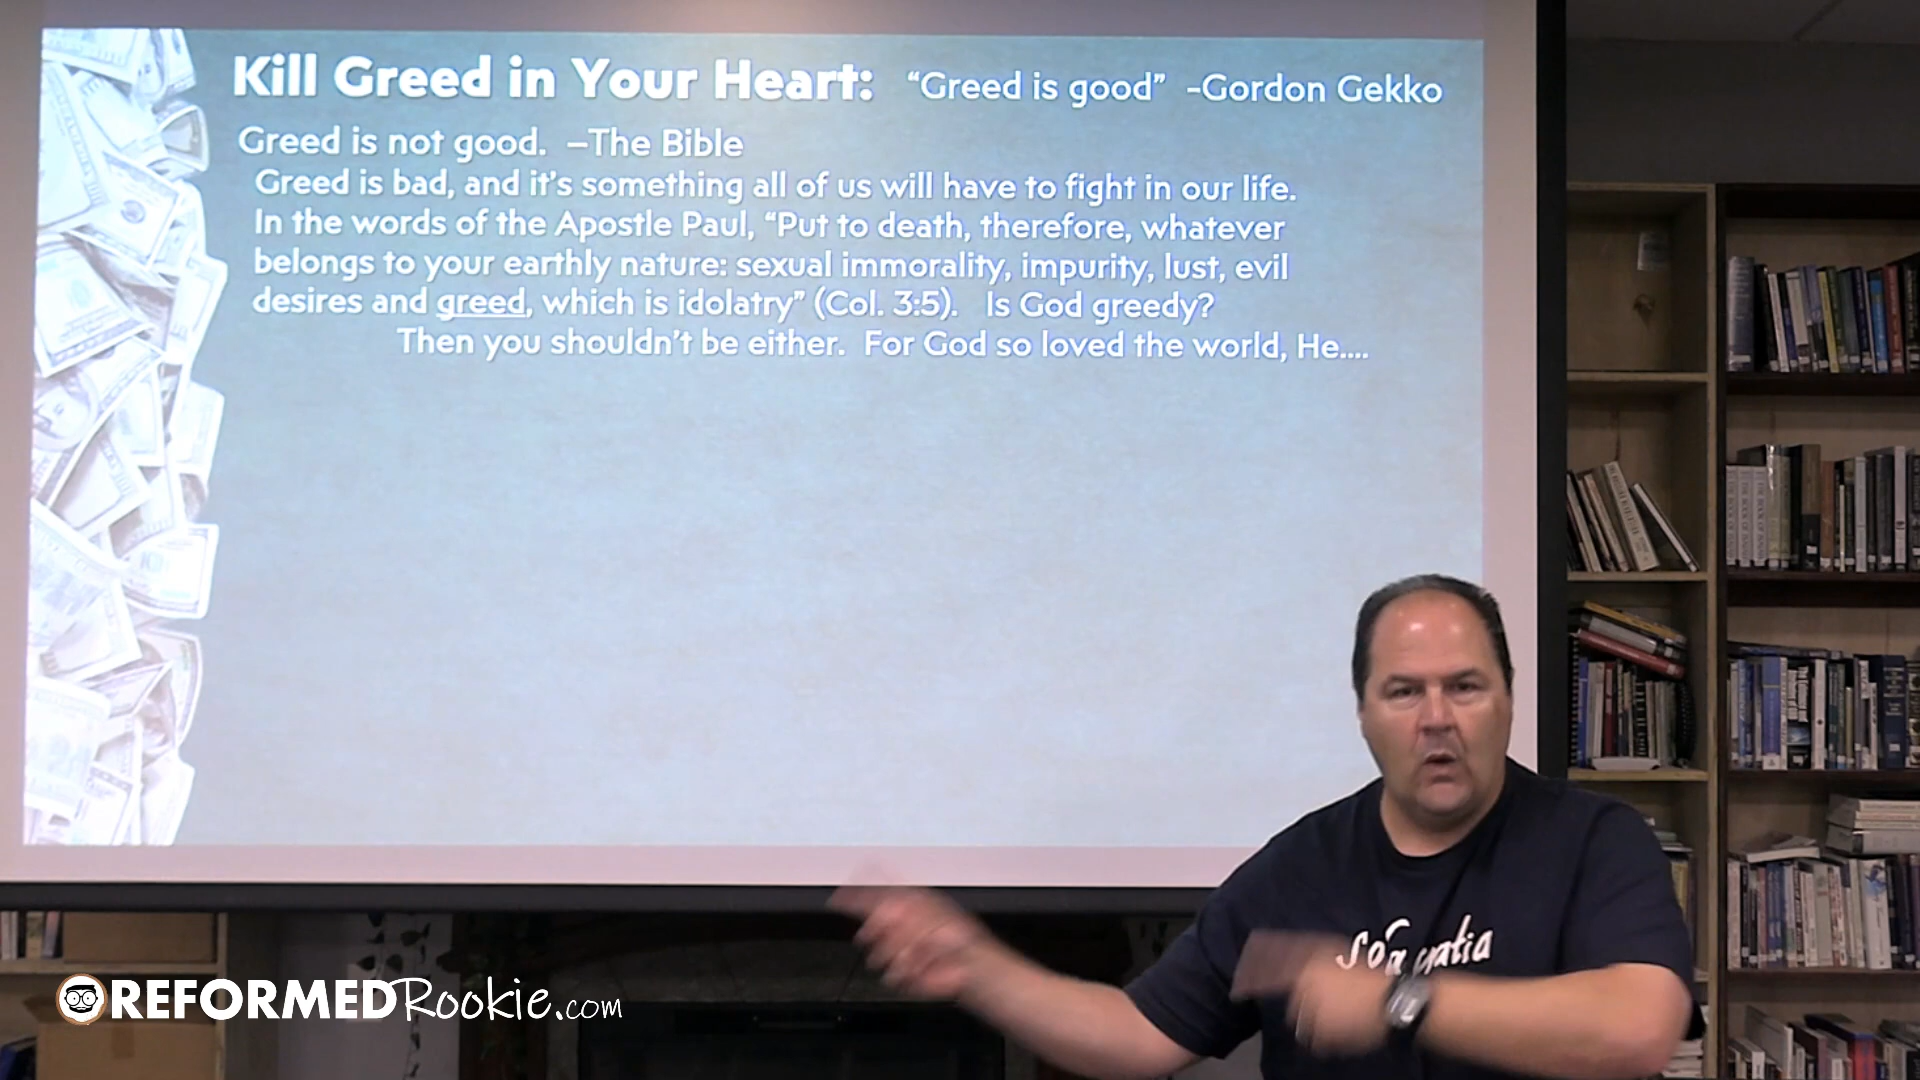 Kill Greed in Your Heart: “Greed is good” -Gordon Gekko
Greed is not good. –The Bible
Greed is bad, and it's something all of us will have to fight in our life.
In the words of the Apostle Paul, “Put to death, therefore, whatever
belongs to your earthly nature: sexual immorality, impurity, lust, evil
desires and greed, which is idolatry” (Col. 3:5). Is God greedy?
Then you shouldn't be either. For God so loved the world, He....
REFORMEDRookie.com